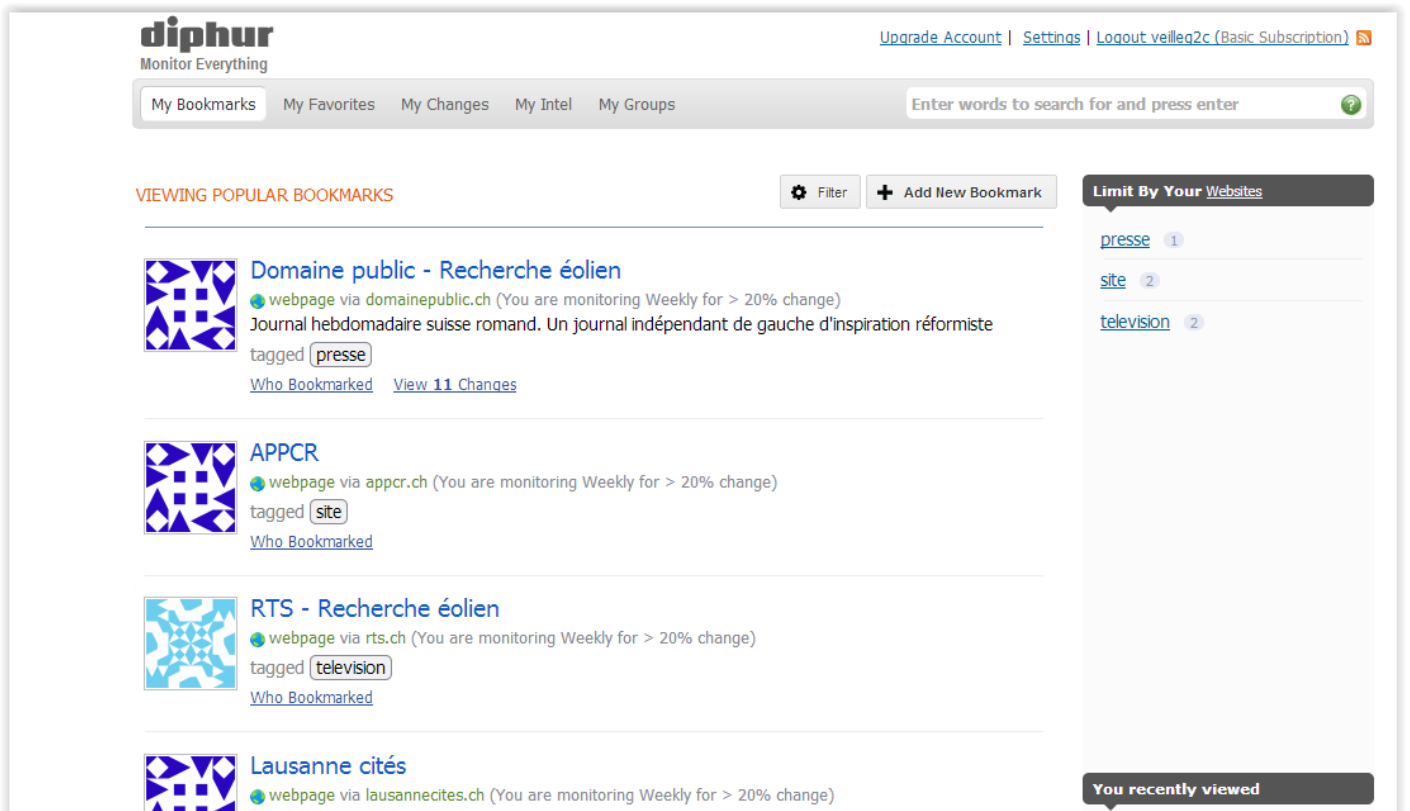 diphur
Monitor Everything
Upgrade Account | Settings | Logout veilleg2c (Basic Subscription)
My Bookmarks My Favorites My Changes My Intel My Groups
Enter words to search for and press enter ?
VIEWING POPULAR BOOKMARKS
Filter
Add New Bookmark
Limit By Your Websites
presse 1
site 2
television 2
Domaine public - Recherche éolien
webpage via domainepublic.ch (You are monitoring Weekly for > 20% change)
Journal hebdomadaire suisse romand. Un journal indépendant de gauche d'inspiration réformiste
tagged presse
Who Bookmarked View 11 Changes
APPCR
webpage via appcr.ch (You are monitoring Weekly for > 20% change)
tagged site
Who Bookmarked
RTS - Recherche éolien
webpage via rts.ch (You are monitoring Weekly for > 20% change)
tagged television
Who Bookmarked
Lausanne cités
webpage via lausannecites.ch (You are monitoring Weekly for > 20% change)
You recently viewed